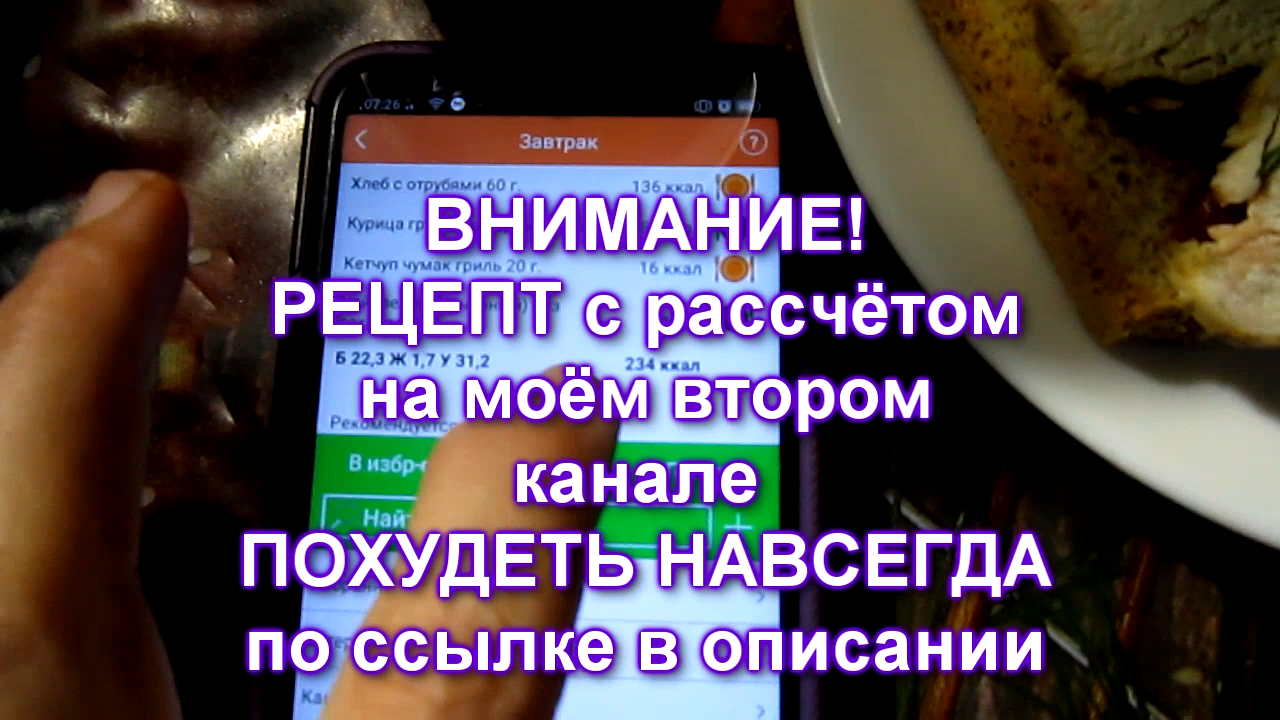 07:26
Завтрак
?
Хлеб с отрубями 60 г. 136 ккал
Курица
Кетчуп чумак гриль 20 г. 16 ккал
Б 22,3 Ж 1,7 У 31,2 234 ккал
В избр-
+
ВНИМАНИЕ!
РЕЦЕПТ с рассчётом
на моём втором
канале
ПОХУДЕТЬ НАВСЕГДА
по ссылке в описании